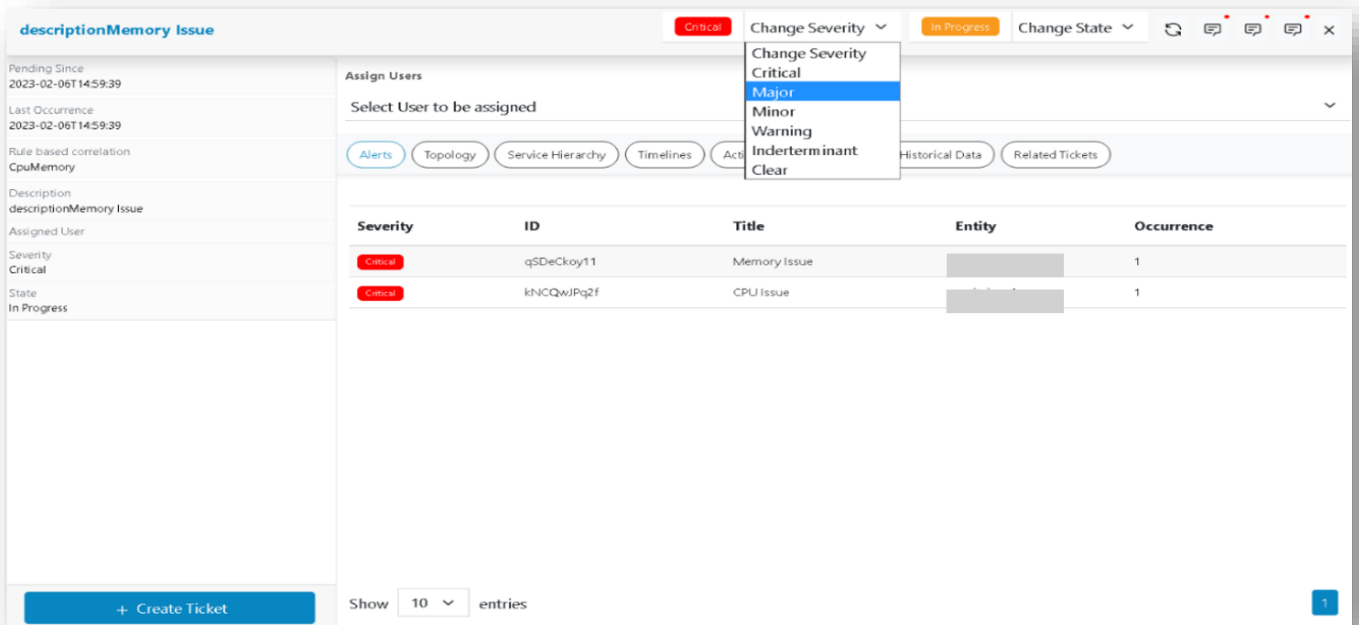 descriptionMemory Issue
Critical
Change Severity
In Progress
Change State
Change Severity
Critical
Major
Minor
Warning
Inderterminant
Clear
Pending Since
2023-02-06T14:59:39
Last Occurrence
2023-02-06T14:59:39
Rule based correlation
CpuMemory
Description
descriptionMemory Issue
Assigned User
Severity
Critical
State
In Progress
+ Create Ticket
Assign Users
Select User to be assigned
Alerts
Topology
Service Hierarchy
Timelines
Acti
Historical Data
Related Tickets
Severity ID Title Entity Occurrence
Critical qSDeCkoy11 Memory Issue 1
Critical kNCQwJPq2f CPU Issue 1
Show 10 entries
1